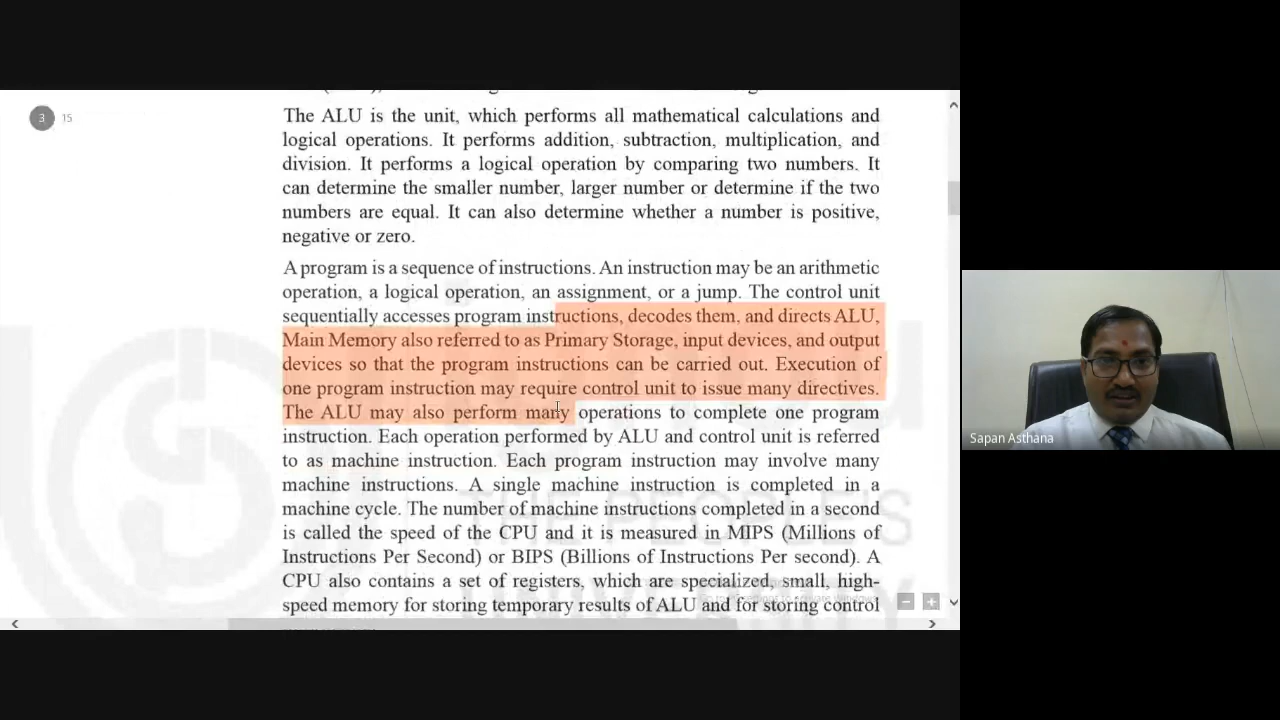 3 15
The ALU is the unit, which performs all mathematical calculations and
logical operations. It performs addition, subtraction, multiplication, and
division. It performs a logical operation by comparing two numbers. It
can determine the smaller number, larger number or determine if the two
numbers are equal. It can also determine whether a number is positive,
negative or zero.
A program is a sequence of instructions. An instruction may be an arithmetic
operation, a logical operation, an assignment, or a jump. The control unit
sequentially accesses program instructions, decodes them, and directs ALU,
Main Memory also referred to as Primary Storage, input devices, and output
devices so that the program instructions can be carried out. Execution of
one program instruction may require control unit to issue many directives.
The ALU may also perform many operations to complete one program
instruction. Each operation performed by ALU and control unit is referred
to as machine instruction. Each program instruction may involve many
machine instructions. A single machine instruction is completed in a
machine cycle. The number of machine instructions completed in a second
is called the speed of the CPU and it is measured in MIPS (Millions of
Instructions Per Second) or BIPS (Billions of Instructions Per second). A
CPU also contains a set of registers, which are specialized, small, high-
speed memory for storing temporary results of ALU and for storing control
THE PEOPLE'S
UNIVERSITY
Sapan Asthana